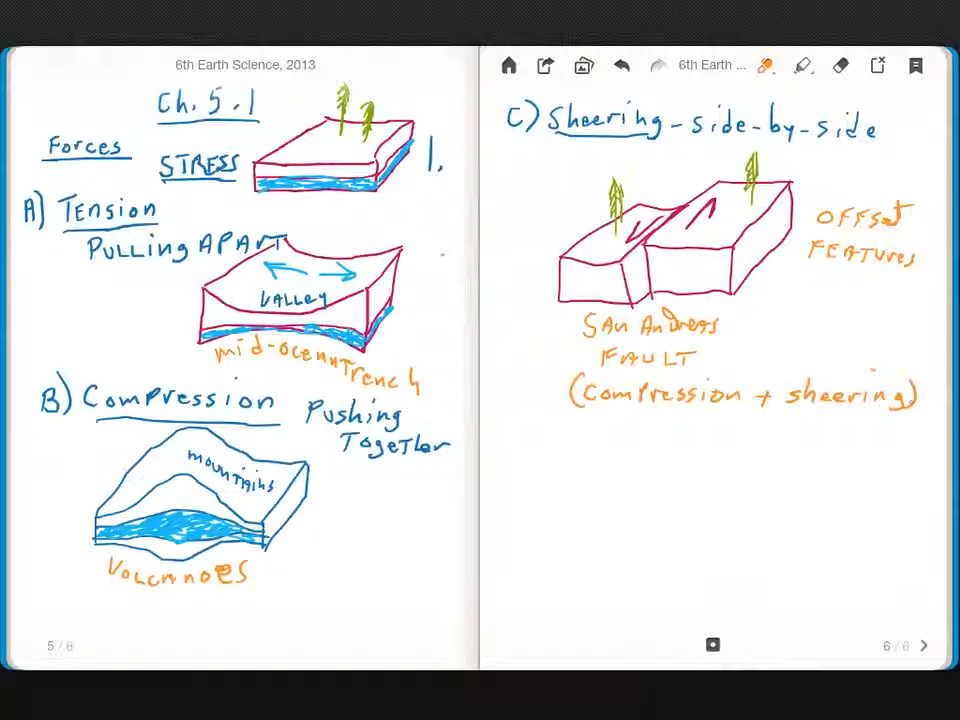 6th Earth Science, 2013
Ch. 5.1
Forces
STRESS
1.
A) Tension
Pulling APART
VALLEY
mid-ocean Trench
B) Compression
Pushing
Together
mountains
Volcanoes
5 / 6
6th Earth ...
C) Sheering - side-by-side
OFFSET
FEATures
SAn Andreas
FAULT
(compression + sheering)
6 / 6